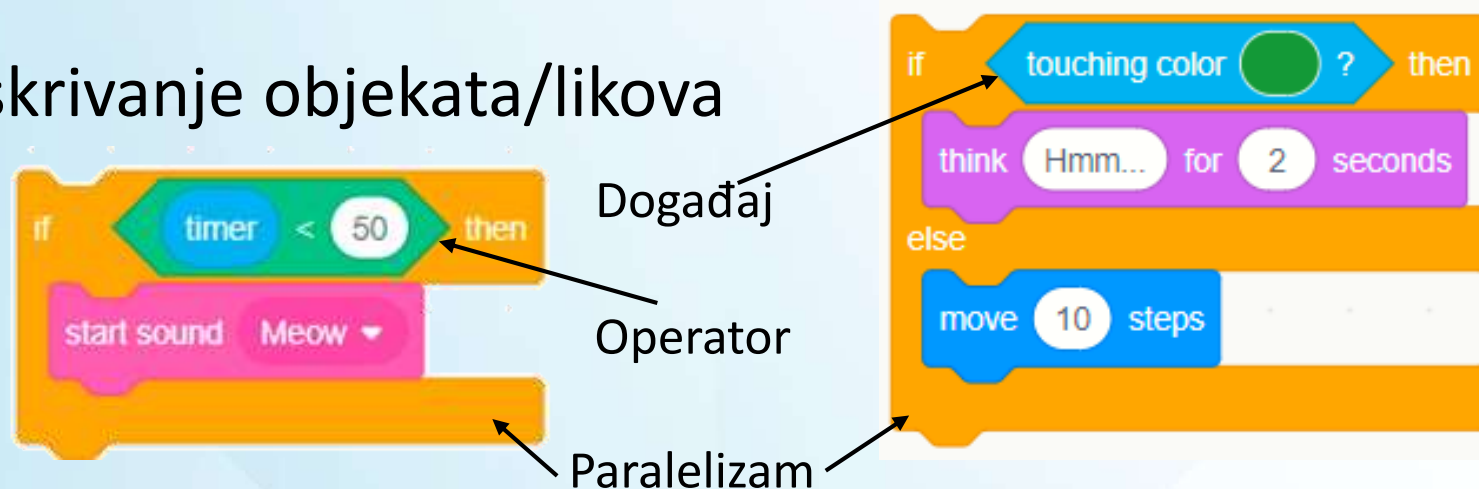 skrivanje objekata/likova
if timer < 50 then
start sound Meow
Događaj
Operator
Paralelizam
if touching color ? then
think Hmm... for 2 seconds
else
move 10 steps